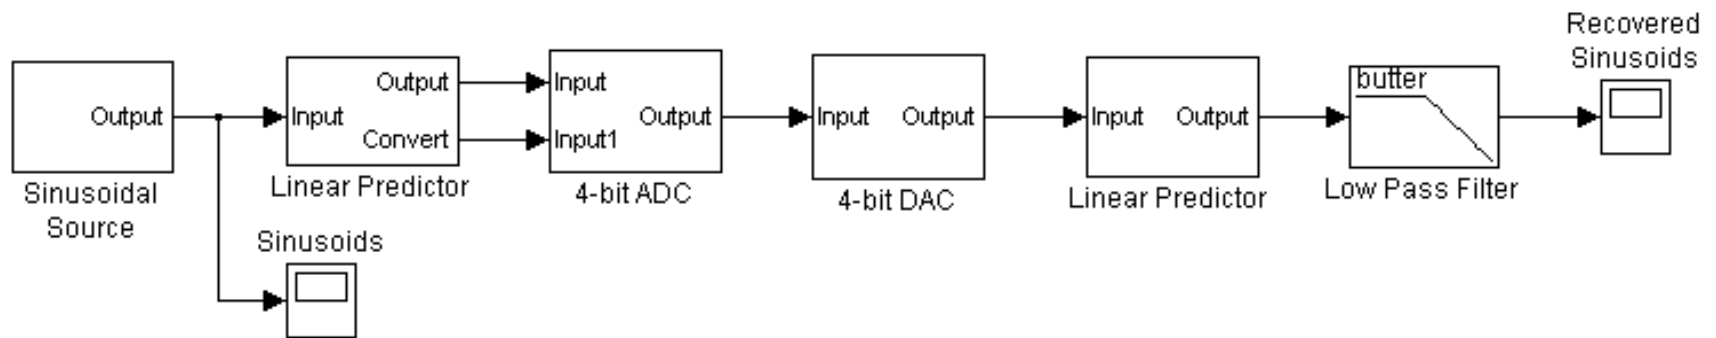 Output
Sinusoidal
Source
Sinusoids
Input
Output
Convert
Linear Predictor
Input
Input1
Output
4-bit ADC
Input
Output
4-bit DAC
Input
Output
Linear Predictor
butter
Low Pass Filter
Recovered
Sinusoids